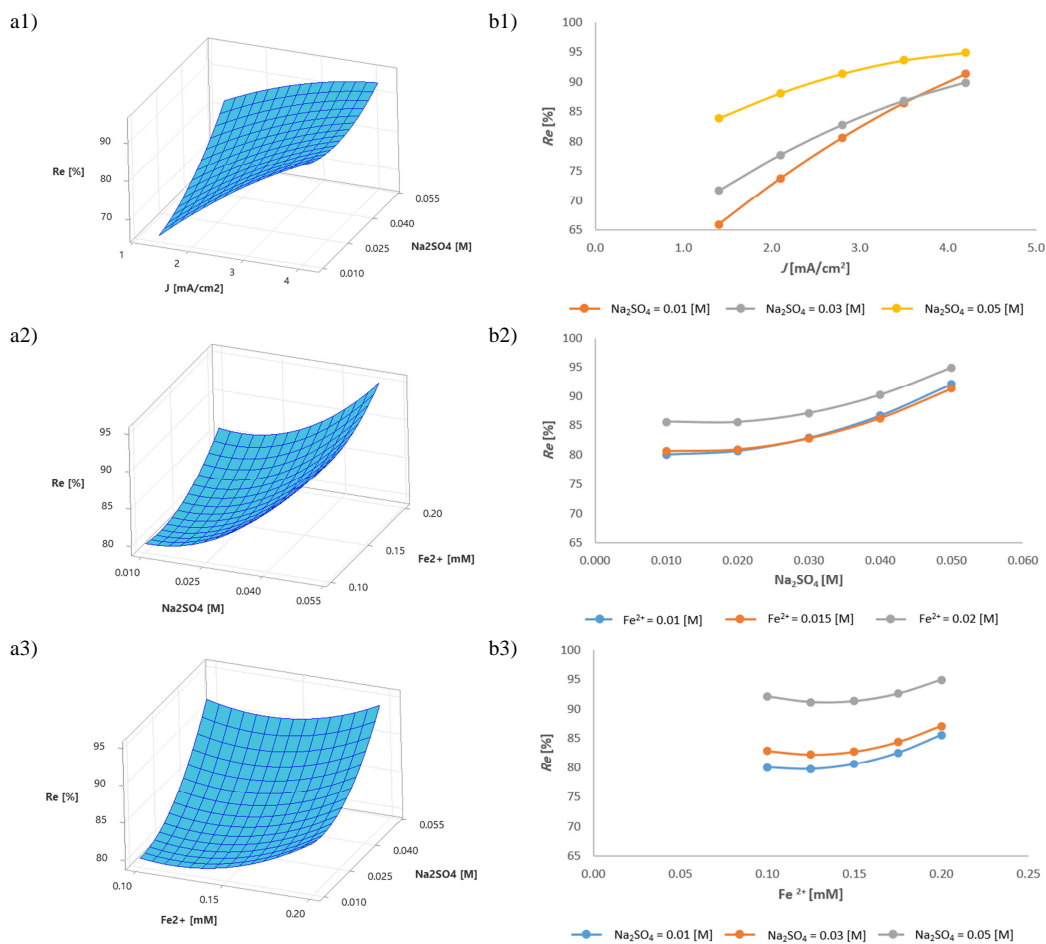 a1)
90
80
70
Re [%]
1
2
3
4
J [mA/cm2]
0.010
0.025
0.040
0.055
Na2SO4 [M]
b1)
100
95
90
85
80
75
70
65
Re [%]
0.0 1.0 2.0 3.0 4.0 5.0
J [mA/cm²]
Na₂SO₄ = 0.01 [M] Na₂SO₄ = 0.03 [M] Na₂SO₄ = 0.05 [M]
a2)
95
90
85
80
Re [%]
0.010
0.025
0.040
0.055
Na2SO4 [M]
0.10
0.15
0.20
Fe2+ [mM]
b2)
100
95
90
85
80
75
70
65
Re [%]
0.000 0.010 0.020 0.030 0.040 0.050 0.060
Na₂SO₄ [M]
Fe²⁺ = 0.01 [M] Fe²⁺ = 0.015 [M] Fe²⁺ = 0.02 [M]
a3)
95
90
85
80
Re [%]
0.10
0.15
0.20
Fe2+ [mM]
0.010
0.025
0.040
0.055
Na2SO4 [M]
b3)
100
95
90
85
80
75
70
65
Re [%]
0.00 0.05 0.10 0.15 0.20 0.25
Fe ²⁺ [mM]
Na₂SO₄ = 0.01 [M] Na₂SO₄ = 0.03 [M] Na₂SO₄ = 0.05 [M]